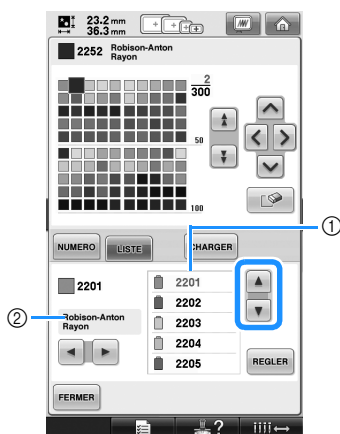 23.2 mm
36.3 mm
2252 Robison-Anton
Rayon
2
300
50
100
NUMERO LISTE CHARGER
①
2201
2201
2202
② Robison-Anton
Rayon
2203
2204
2205
REGLER
FERMER
?